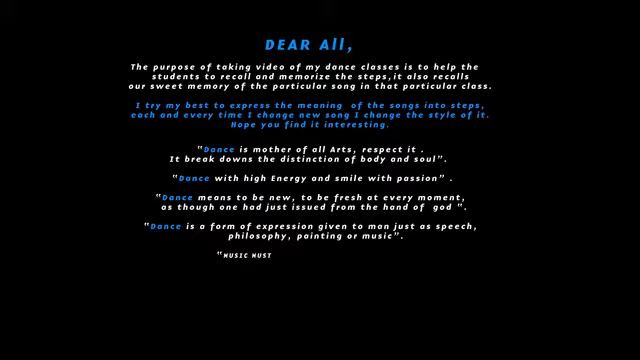 DEAR All,
The purpose of taking video of my dance classes is to help the
students to recall and memorize the steps,it also recalls
our sweet memory of the particular song in that particular class.
I try my best to express the meaning of the songs into steps,
each and every time I change new song I change the style of it.
Hope you find it interesting.
"Dance is mother of all Arts, respect it .
It break downs the distinction of body and soul".
"Dance with high Energy and smile with passion" .
"Dance means to be new, to be fresh at every moment,
as though one had just issued from the hand of god ".
"Dance is a form of expression given to man just as speech,
philosophy, painting or music".
"MUSIC MUST